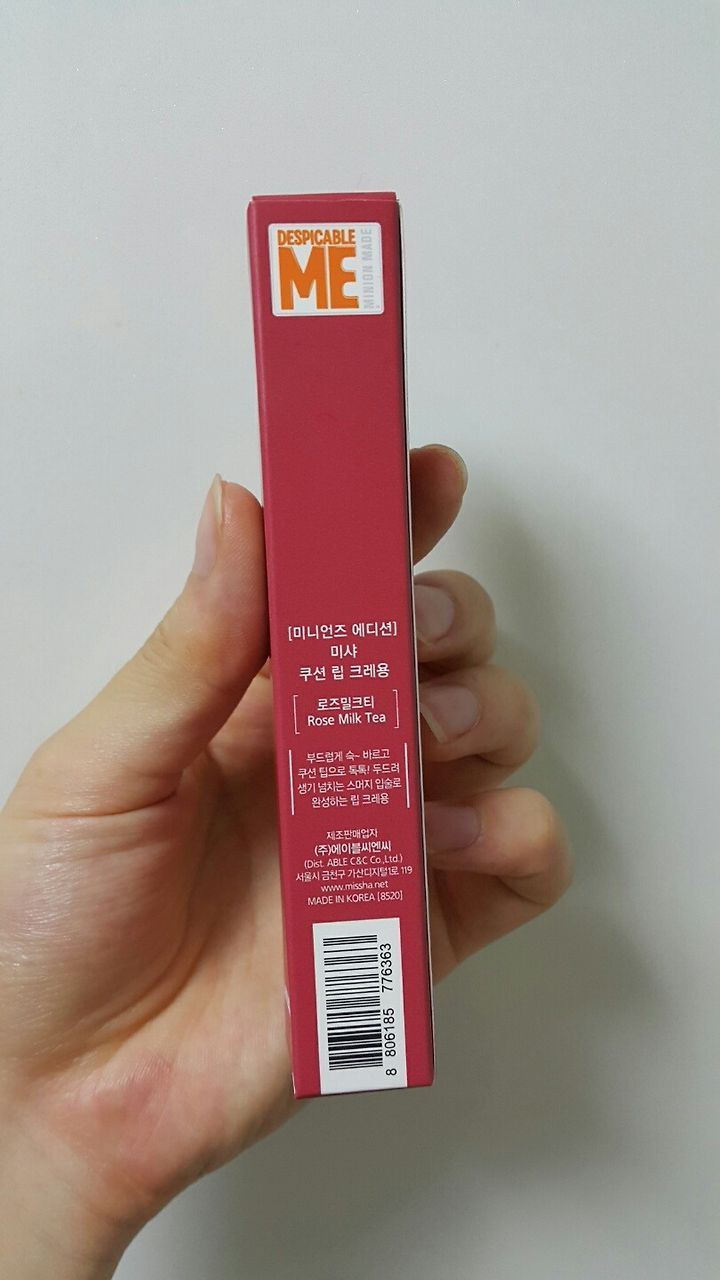 DESPICABLE
ME
MINION MADE
[미니언즈 에디션]
미샤
쿠션 립 크레용
로즈밀크티
Rose Milk Tea
부드럽게 슥~ 바르고
쿠션 팁으로 톡톡! 두드려
생기 넘치는 스머지 입술로
완성하는 립 크레용
제조판매업자
(주)에이블씨엔씨
(Dist. ABLE C&C Co.,Ltd.)
서울시 금천구 가산디지털1로 119
www.missha.net
MADE IN KOREA [8520]
8 806185 776363